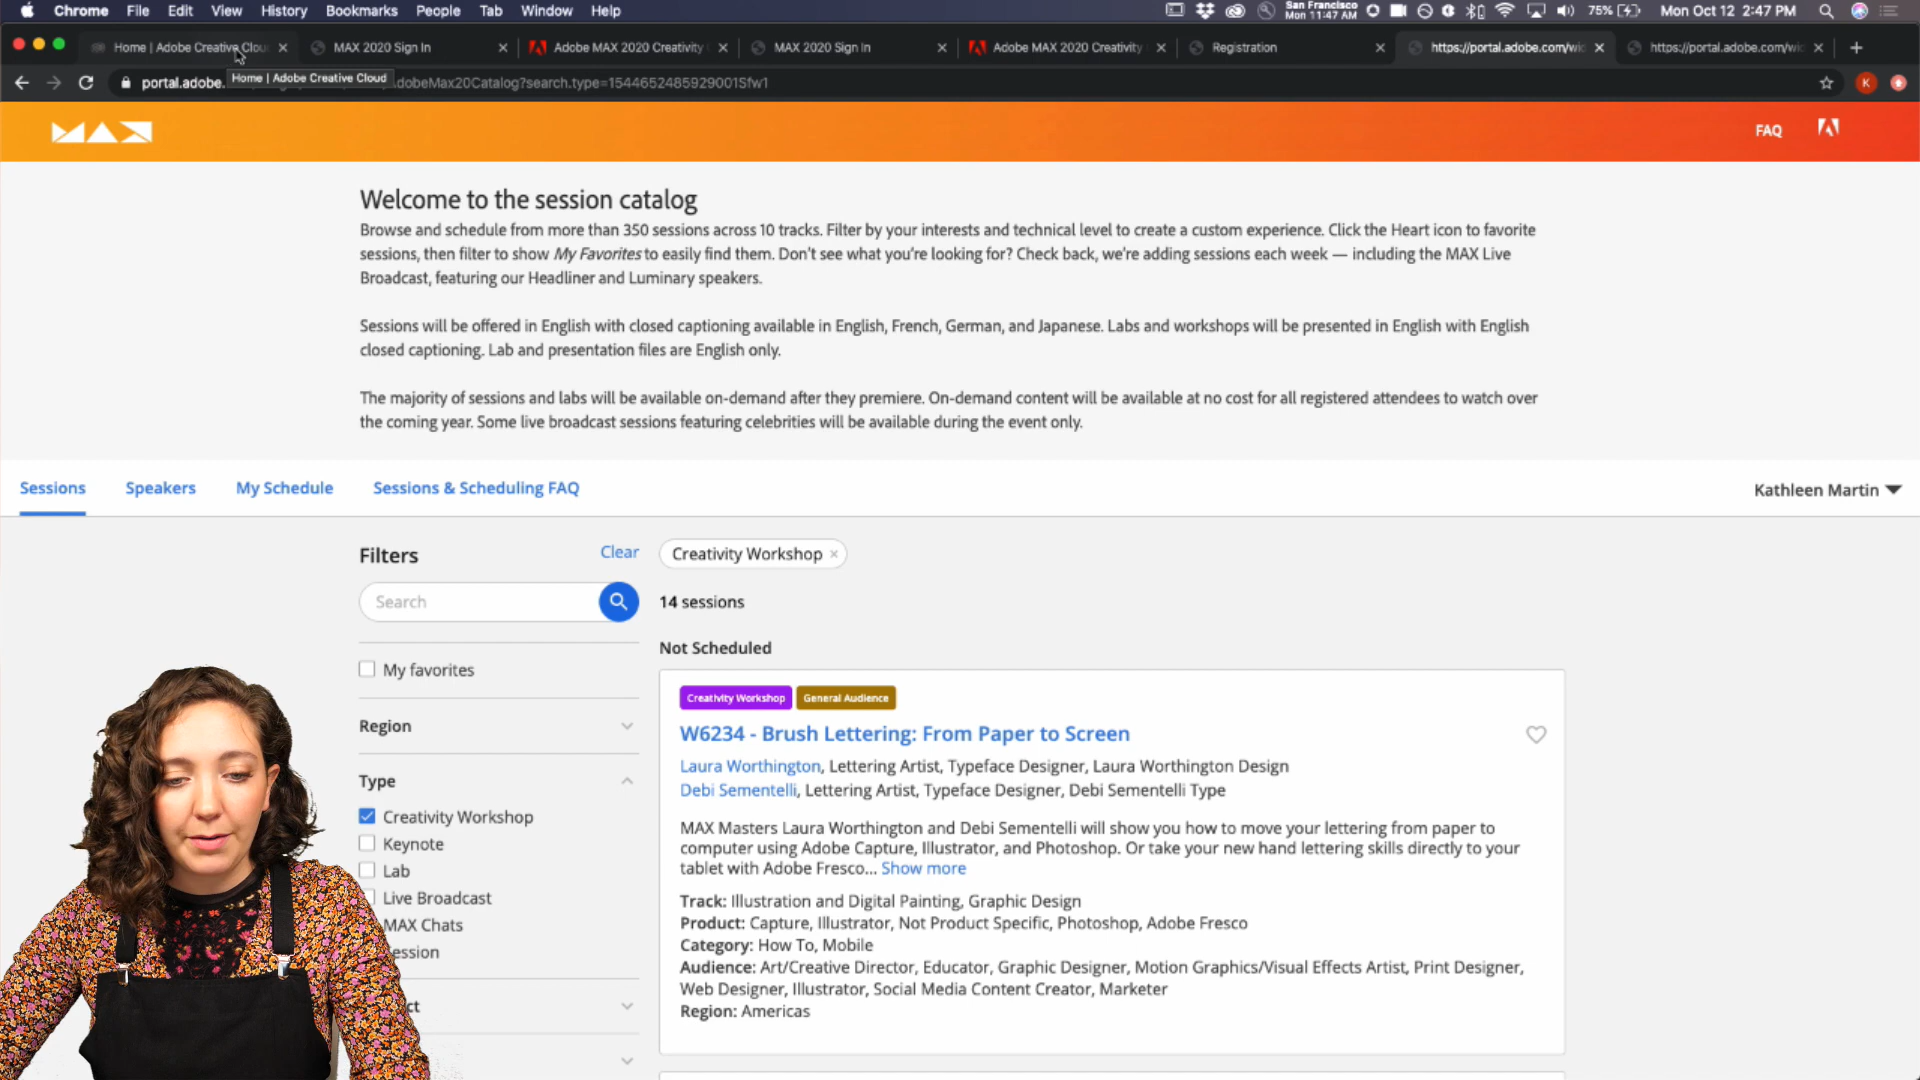 Chrome File Edit View History Bookmarks People Tab Window Help
San Francisco
Mon 11:47 AM
75%
Mon Oct 12 2:47 PM
Home | Adobe Creative Clou
MAX 2020 Sign In
Adobe MAX 2020 Creativity
MAX 2020 Sign In
Adobe MAX 2020 Creativity
Registration
https://portal.adobe.com/wi
https://portal.adobe.com/wi
portal.adobe.
Home | Adobe Creative Cloud
dobeMax20Catalog?search.type=1544652485929001Sfw1
K
MAX
FAQ
Welcome to the session catalog
Browse and schedule from more than 350 sessions across 10 tracks. Filter by your interests and technical level to create a custom experience. Click the Heart icon to favorite
sessions, then filter to show My Favorites to easily find them. Don't see what you're looking for? Check back, we're adding sessions each week — including the MAX Live
Broadcast, featuring our Headliner and Luminary speakers.
Sessions will be offered in English with closed captioning available in English, French, German, and Japanese. Labs and workshops will be presented in English with English
closed captioning. Lab and presentation files are English only.
The majority of sessions and labs will be available on-demand after they premiere. On-demand content will be available at no cost for all registered attendees to watch over
the coming year. Some live broadcast sessions featuring celebrities will be available during the event only.
Sessions
Speakers
My Schedule
Sessions & Scheduling FAQ
Kathleen Martin
Filters
Clear
Search
My favorites
Region
Type
Creativity Workshop
Keynote
Lab
Live Broadcast
MAX Chats
ession
ct
Creativity Workshop ×
14 sessions
Not Scheduled
Creativity Workshop
General Audience
W6234 - Brush Lettering: From Paper to Screen
Laura Worthington, Lettering Artist, Typeface Designer, Laura Worthington Design
Debi Sementelli, Lettering Artist, Typeface Designer, Debi Sementelli Type
MAX Masters Laura Worthington and Debi Sementelli will show you how to move your lettering from paper to
computer using Adobe Capture, Illustrator, and Photoshop. Or take your new hand lettering skills directly to your
tablet with Adobe Fresco... Show more
Track: Illustration and Digital Painting, Graphic Design
Product: Capture, Illustrator, Not Product Specific, Photoshop, Adobe Fresco
Category: How To, Mobile
Audience: Art/Creative Director, Educator, Graphic Designer, Motion Graphics/Visual Effects Artist, Print Designer,
Web Designer, Illustrator, Social Media Content Creator, Marketer
Region: Americas